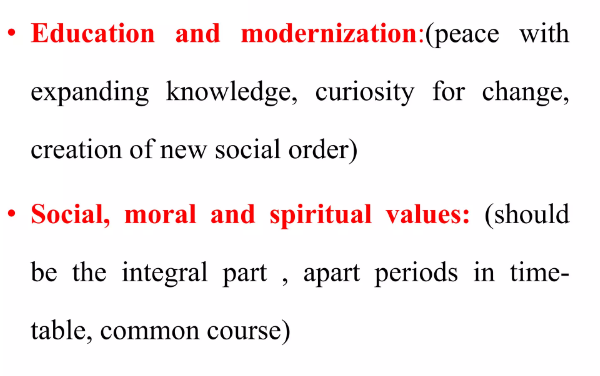 • Education and modernization:(peace with
expanding knowledge, curiosity for change,
creation of new social order)
• Social, moral and spiritual values: (should
be the integral part , apart periods in time-
table, common course)